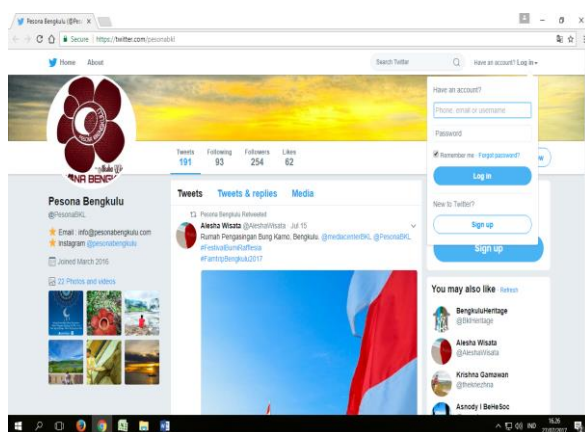 Pesona Bengkulu (@Pes
Secure https://twitter.com/pesonabkl
Home About Search Twitter Have an account? Log in
Have an account?
Phone, email or username
Password
Remember me · Forgot password?
Log in
New to Twitter?
Sign up
Sign up
Tweets Following Followers Likes
191 93 254 62
Pesona Bengkulu
@PesonaBKL
Email : info@pesonabengkulu.com
Instagram @pesonabengkulu
Joined March 2016
22 Photos and videos
Tweets Tweets & replies Media
Pesona Bengkulu Retweeted
Alesha Wisata @AleshaWisata · Jul 15
Rumah Pengasingan Bung Karno, Bengkulu. @mediacenterBKL @PesonaBKL
#FestivalBumiRafflesia
#FamtripBengkulu2017
You may also like · Refresh
BengkuluHeritage
@BklHeritage
Alesha Wisata
@AleshaWisata
Krishna Gamawan
Asnody | BeHeSoc
IND 16.26